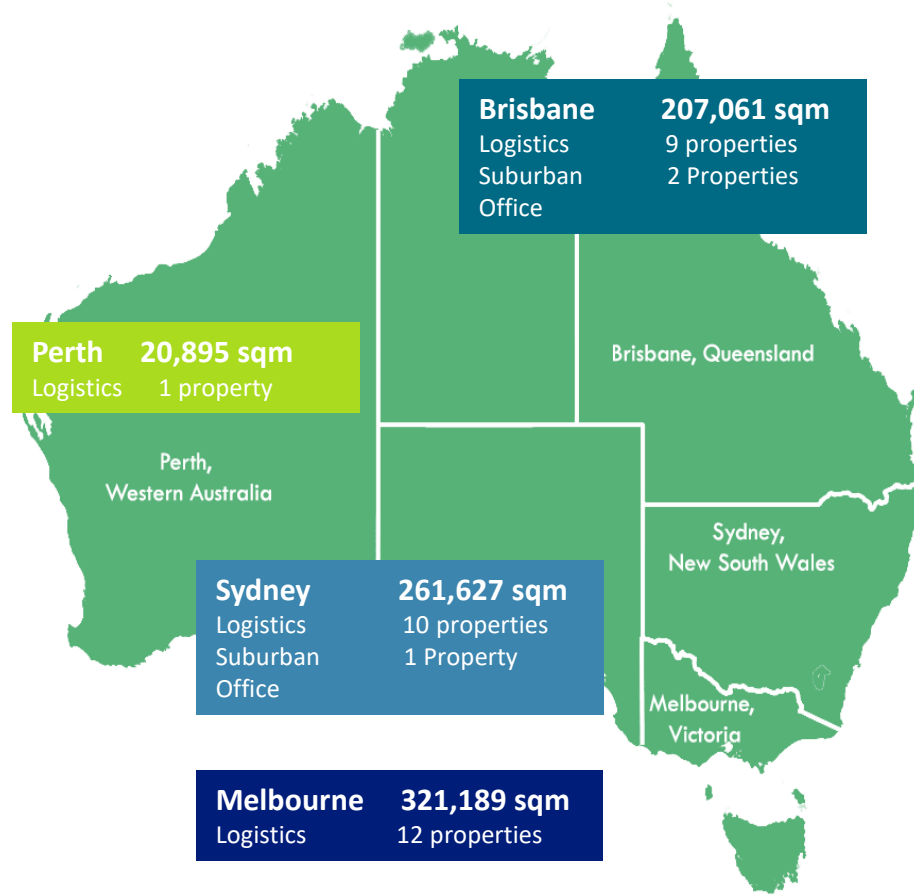 Brisbane 207,061 sqm
Logistics 9 properties
Suburban 2 Properties
Office
Perth 20,895 sqm
Logistics 1 property
Brisbane, Queensland
Perth,
Western Australia
Sydney,
New South Wales
Sydney 261,627 sqm
Logistics 10 properties
Suburban 1 Property
Office
Melbourne,
Victoria
Melbourne 321,189 sqm
Logistics 12 properties